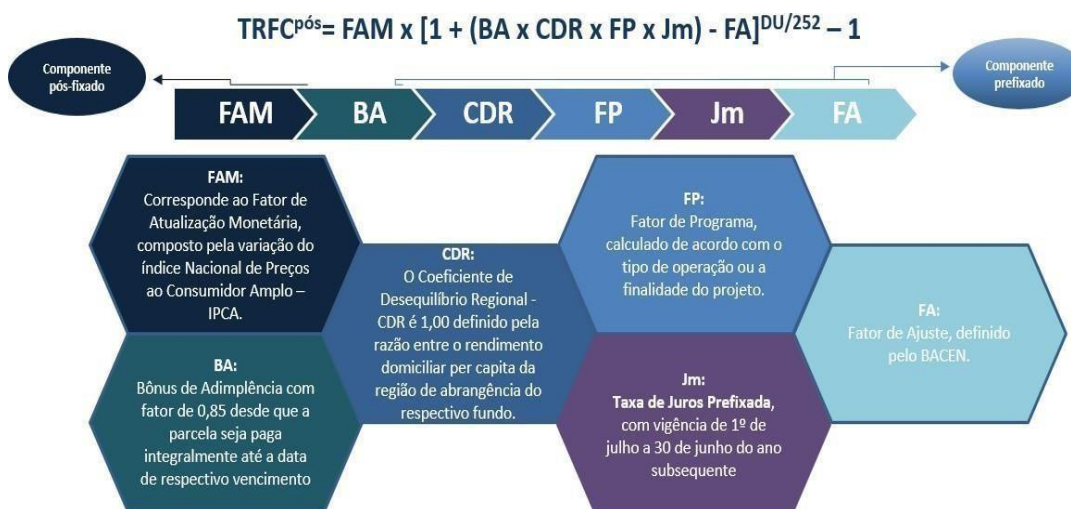 TRFCpós= FAM x [1 + (BA x CDR x FP x Jm) - FA]DU/252 – 1
Componente
pós-fixado
Componente
prefixado
FAM
BA
CDR
FP
Jm
FA
FAM:
Corresponde ao Fator de
Atualização Monetária,
composto pela variação do
índice Nacional de Preços
ao Consumidor Amplo –
IPCA.
BA:
Bônus de Adimplência com
fator de 0,85 desde que a
parcela seja paga
integralmente até a data
de respectivo vencimento
CDR:
O Coeficiente de
Desequilíbrio Regional -
CDR é 1,00 definido pela
razão entre o rendimento
domiciliar per capita da
região de abrangência do
respectivo fundo.
FP:
Fator de Programa,
calculado de acordo com o
tipo de operação ou a
finalidade do projeto.
Jm:
Taxa de Juros Prefixada,
com vigência de 1º de
julho a 30 de junho do ano
subsequente
FA:
Fator de Ajuste, definido
pelo BACEN.